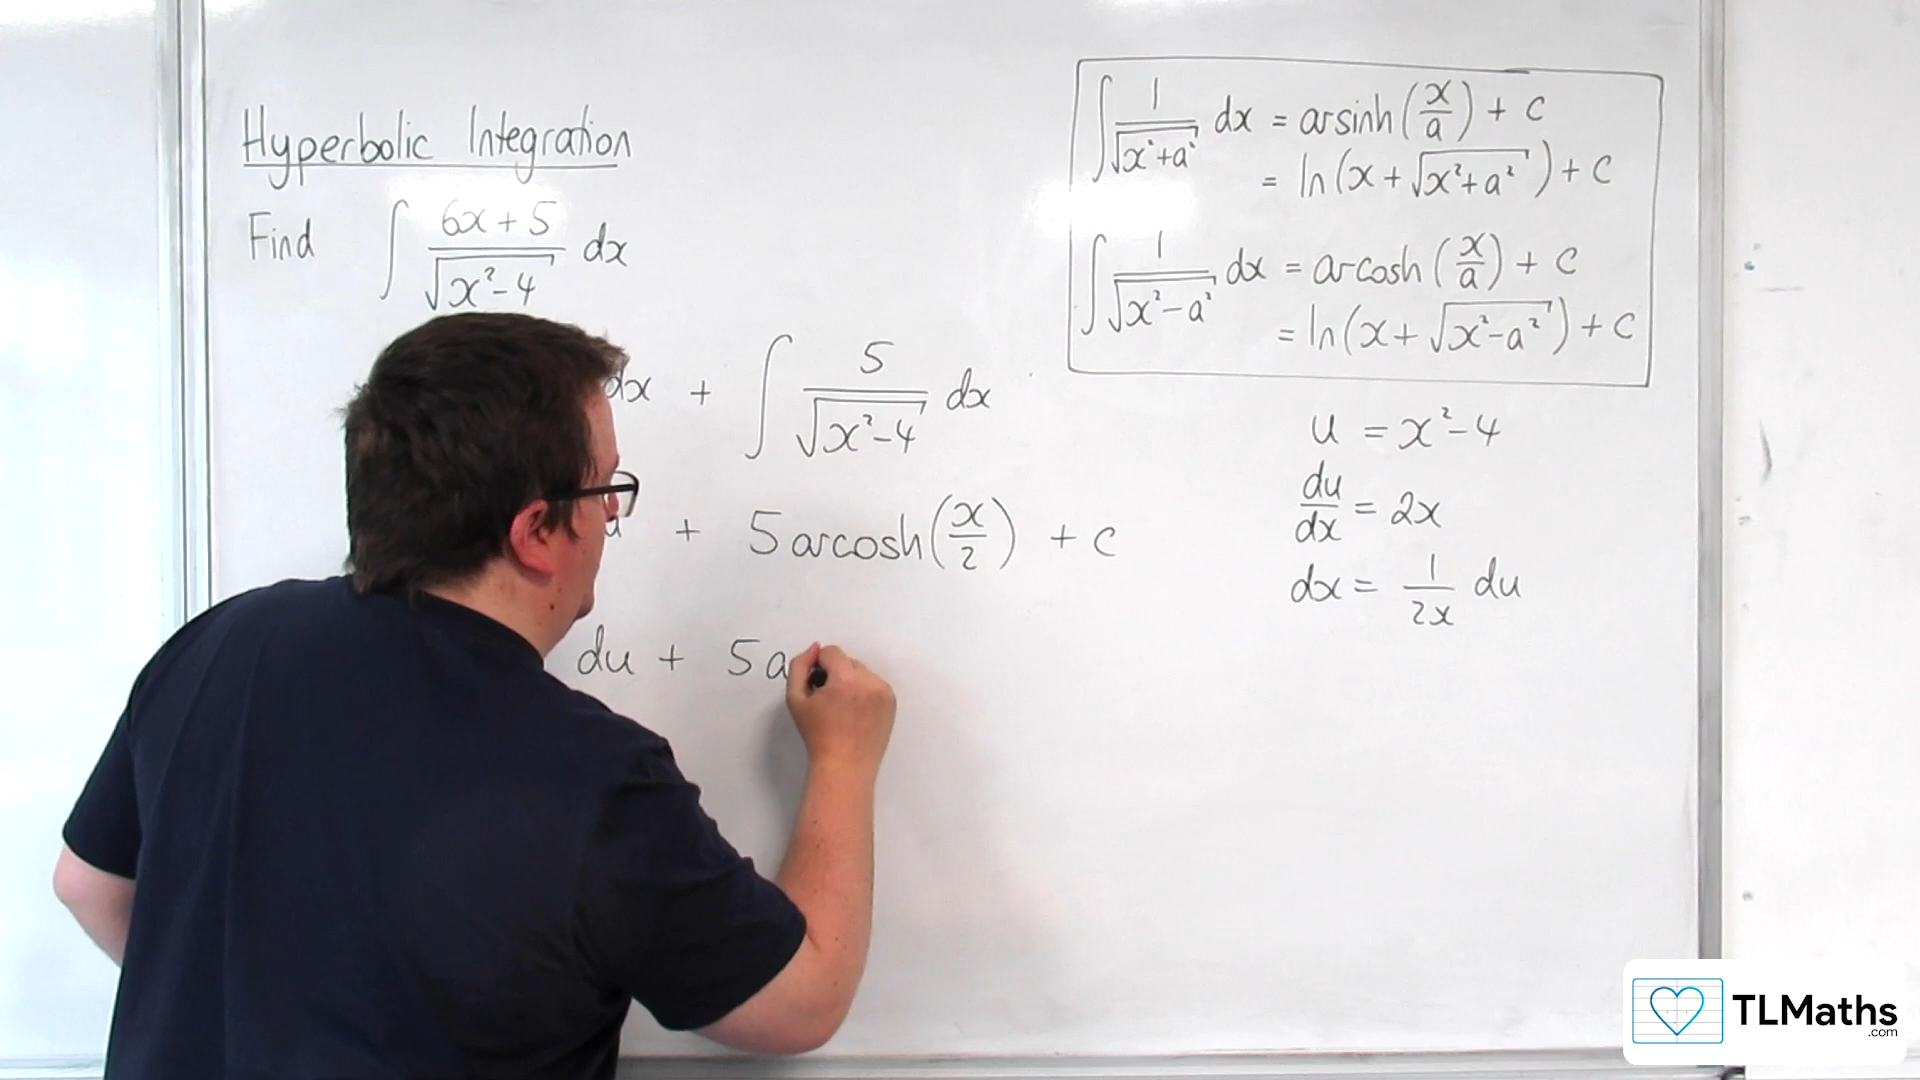 Hyperbolic Integration
Find ∫ (6x + 5)/√(x²-4) dx
dx + ∫ 5/√(x²-4) dx
+ 5 arcosh(x/2) + c
du + 5a
∫ 1/√(x²+a²) dx = arsinh(x/a) + c
= ln(x + √(x²+a²)) + c
∫ 1/√(x²-a²) dx = arcosh(x/a) + c
= ln(x + √(x²-a²)) + c
u = x²-4
du/dx = 2x
dx = 1/2x du
TLMaths
.com